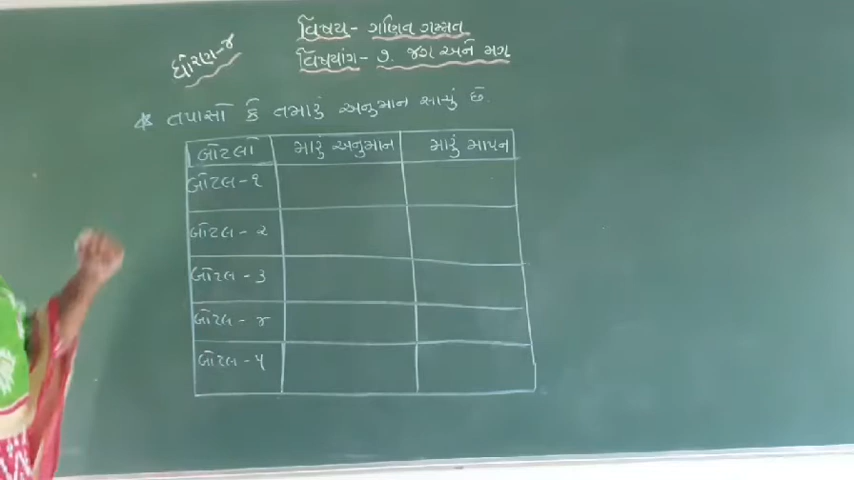 ધોરણ-૪
વિષય- ગણિત ગમ્મત
વિષયાંગ- ૭. જગ અને મગ
* તપાસો કે તમારું અનુમાન સાચું છે.
બોટલો મારું અનુમાન મારું માપન
બોટલ-૧
બોટલ - ૨
બોટલ - ૩
બોટલ - ૪
બોટલ - ૫